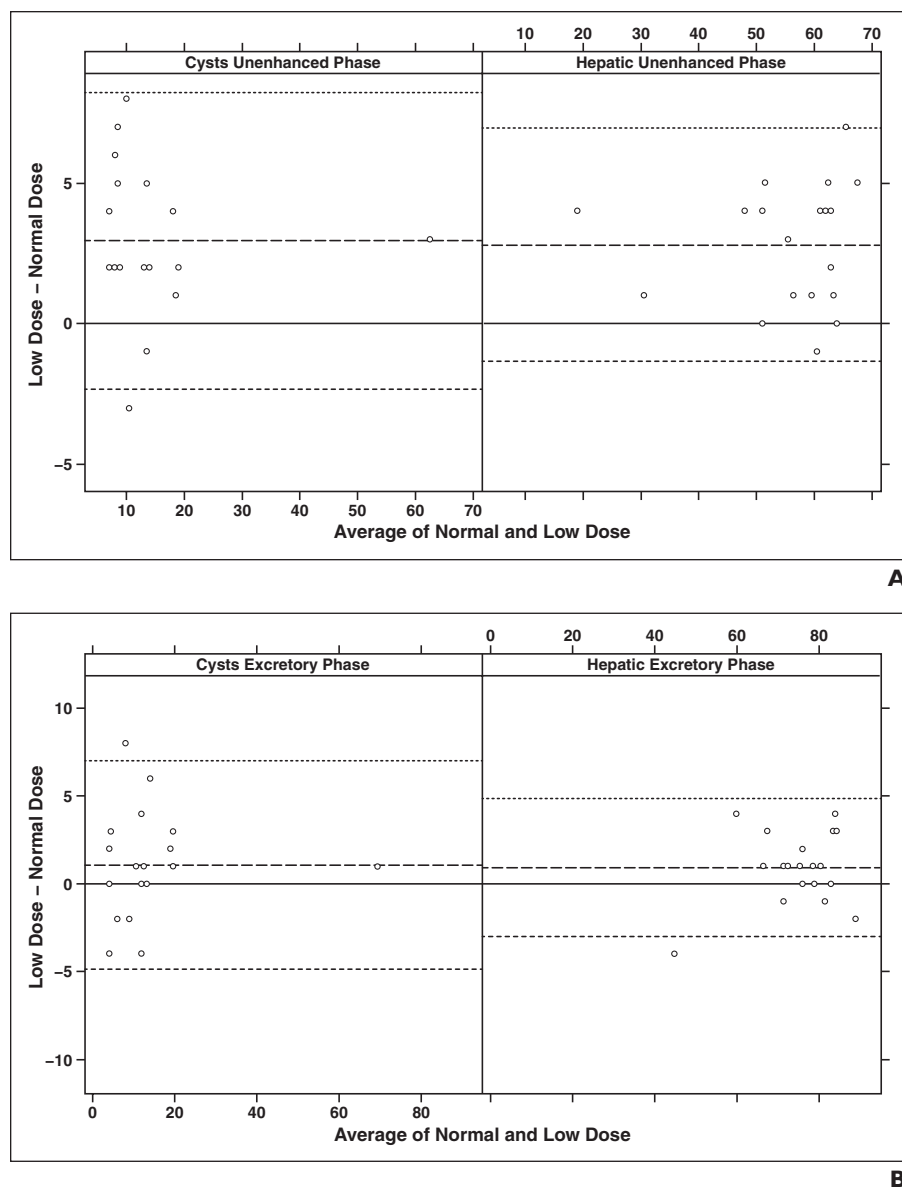 10 20 30 40 50 60 70
Cysts Unenhanced Phase
Hepatic Unenhanced Phase
5
0
−5
Low Dose – Normal Dose
10 20 30 40 50 60 70
Average of Normal and Low Dose
A
0 20 40 60 80
Cysts Excretory Phase
Hepatic Excretory Phase
10
5
0
−5
−10
Low Dose – Normal Dose
0 20 40 60 80
Average of Normal and Low Dose
B